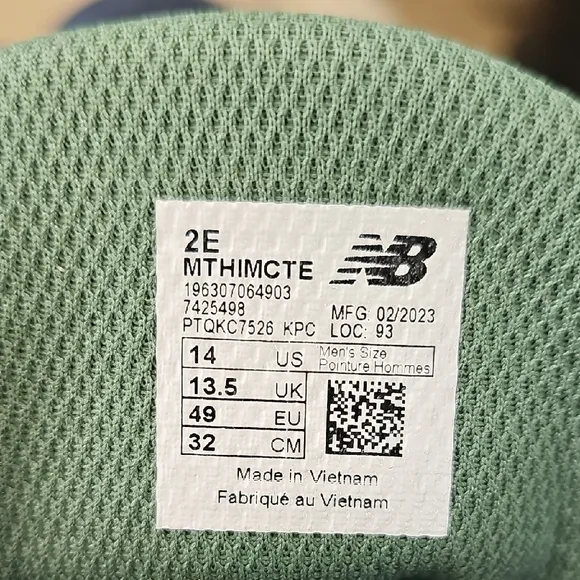 2E
MTHIMCTE
NB
196307064903
7425498
MFG 02/2023
PTQKC7526 KPC LOC: 93
14 US Men's Size
Pointure Hommes
13.5 UK
49 EU
32 CM
Made in Vietnam
Fabriqué au Vietnam